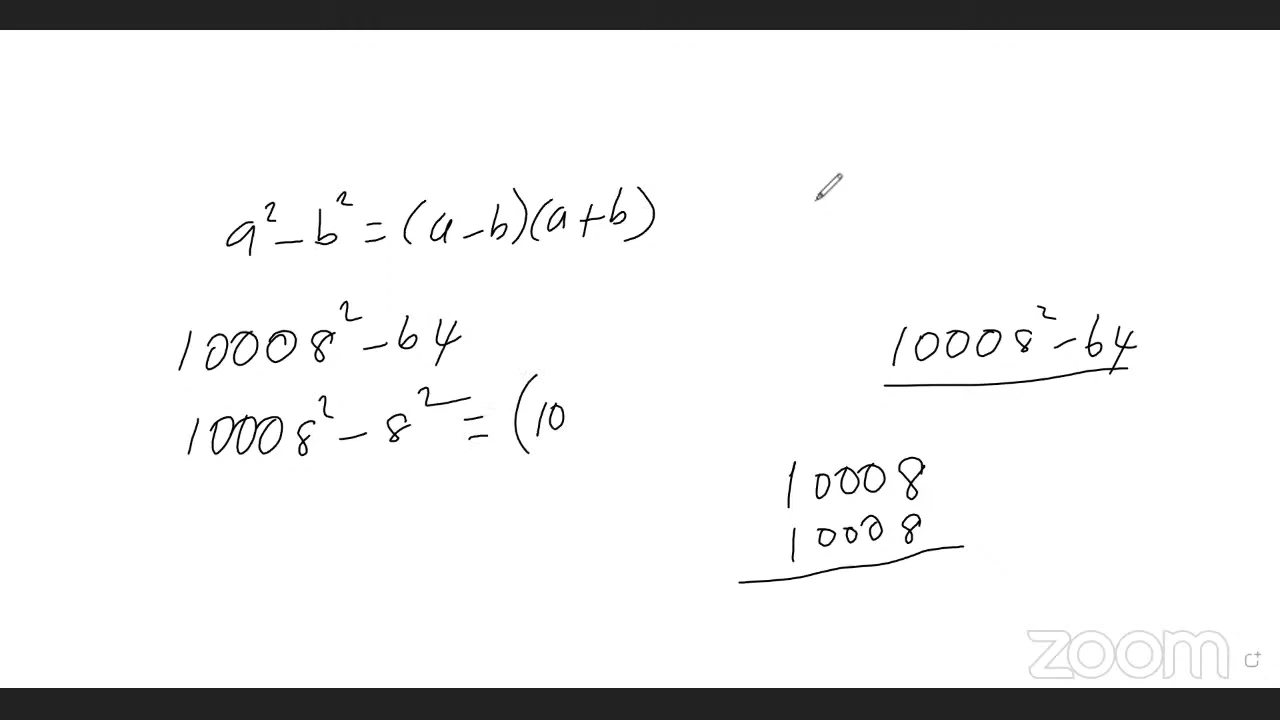 a² - b² = (a - b)(a + b)
10008² - 64
10008² - 8² = (10
10008² - 64
10008
10008
zoom